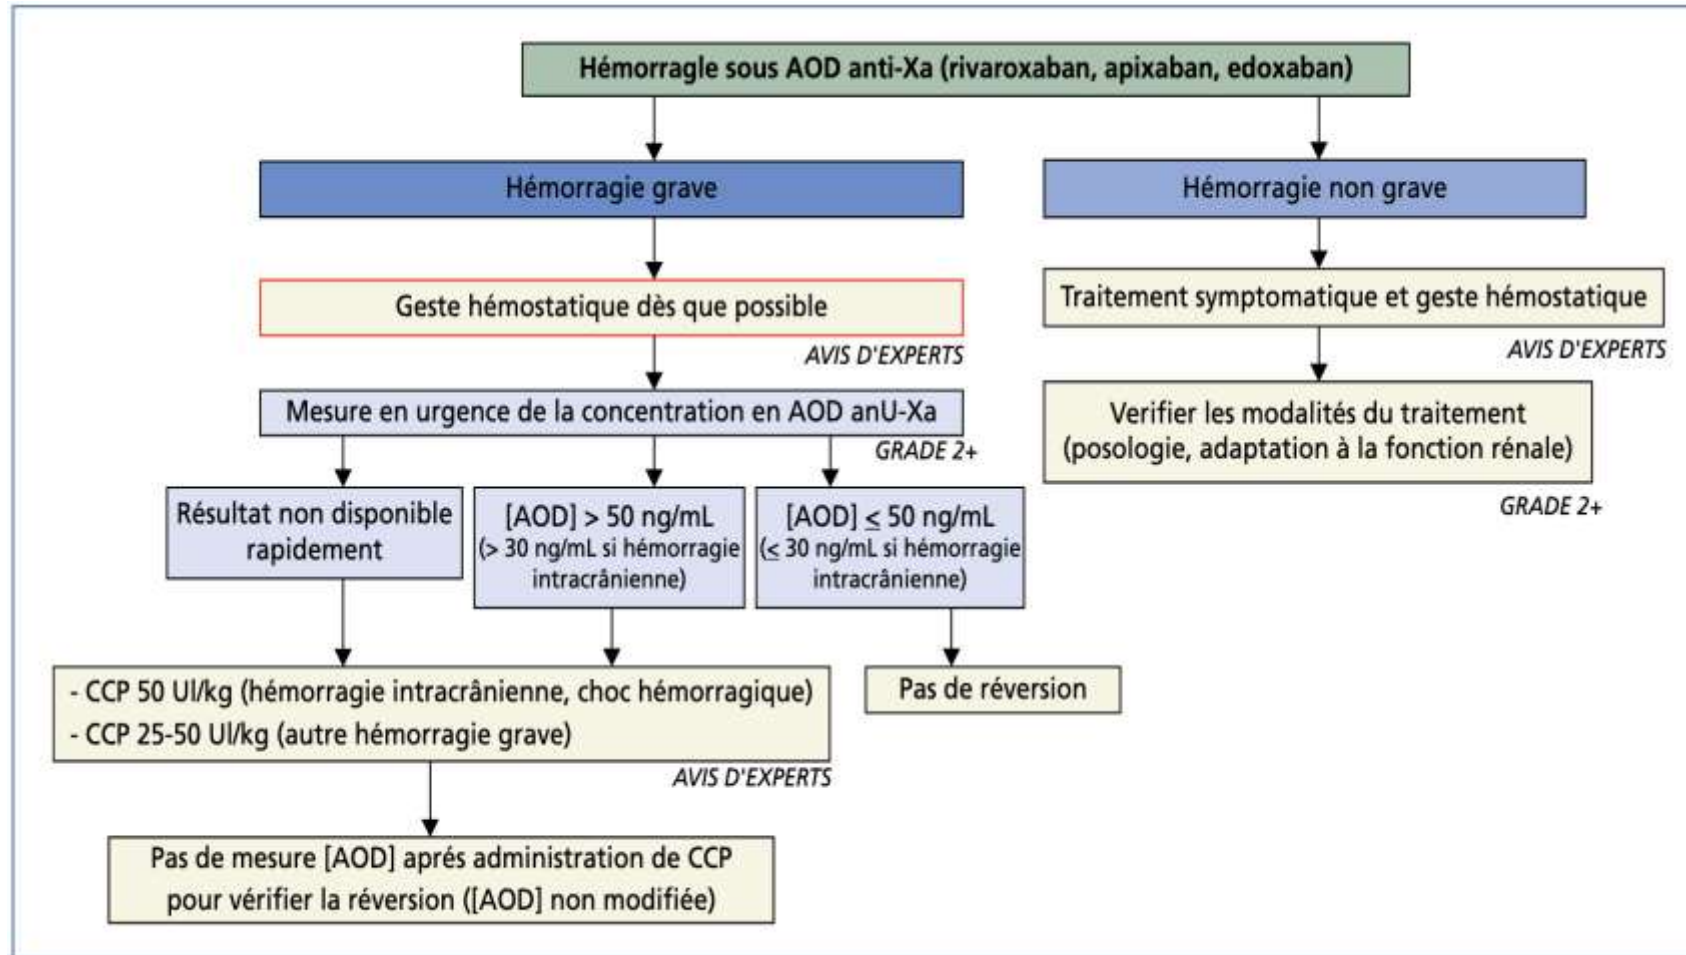 Hémorragle sous AOD anti-Xa (rivaroxaban, apixaban, edoxaban)
Hémorragie grave
Hémorragie non grave
Geste hémostatique dès que possible
AVIS D'EXPERTS
Traitement symptomatique et geste hémostatique
AVIS D'EXPERTS
Mesure en urgence de la concentration en AOD anU-Xa
GRADE 2+
Verifier les modalités du traitement
(posologie, adaptation à la fonction rénale)
GRADE 2+
Résultat non disponible
rapidement
[AOD] > 50 ng/mL
(> 30 ng/mL si hémorragie
intracrânienne)
[AOD] ≤ 50 ng/mL
(≤ 30 ng/mL si hémorragie
intracrânienne)
- CCP 50 Ul/kg (hémorragie intracrânienne, choc hémorragique)
- CCP 25-50 Ul/kg (autre hémorragie grave)
AVIS D'EXPERTS
Pas de réversion
Pas de mesure [AOD] aprés administration de CCP
pour vérifier la réversion ([AOD] non modifiée)